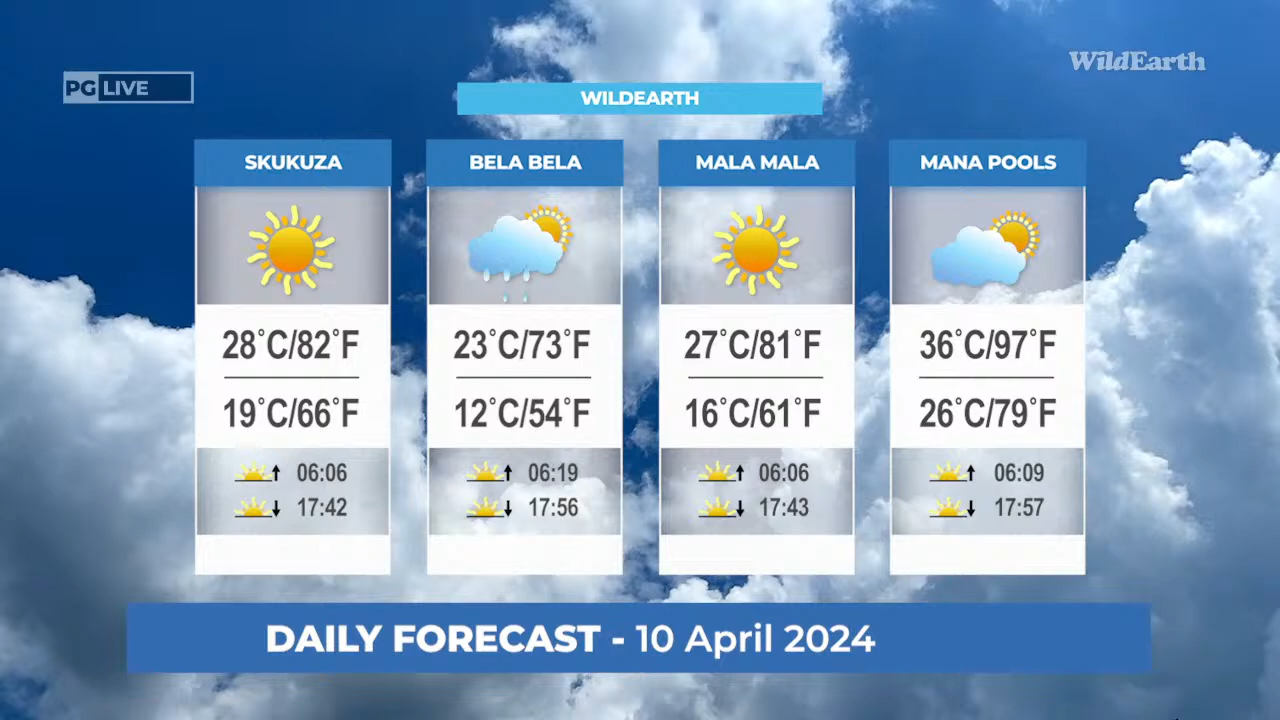 PG LIVE
WildEarth
WILDEARTH
SKUKUZA
28°C/82°F
19°C/66°F
06:06
17:42
BELA BELA
23°C/73°F
12°C/54°F
06:19
17:56
MALA MALA
27°C/81°F
16°C/61°F
06:06
17:43
MANA POOLS
36°C/97°F
26°C/79°F
06:09
17:57
DAILY FORECAST - 10 April 2024